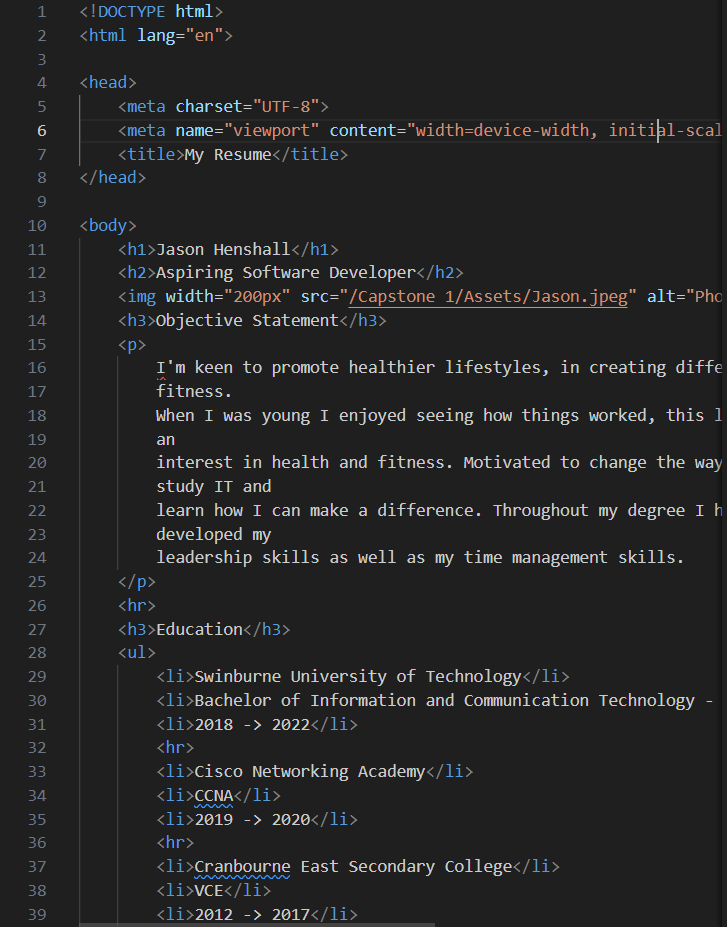 1 <!DOCTYPE html>
2 <html lang="en">
3
4 <head>
5 <meta charset="UTF-8">
6 <meta name="viewport" content="width=device-width, initial-scal
7 <title>My Resume</title>
8 </head>
9
10 <body>
11 <h1>Jason Henshall</h1>
12 <h2>Aspiring Software Developer</h2>
13 <img width="200px" src="/Capstone 1/Assets/Jason.jpeg" alt="Pho
14 <h3>Objective Statement</h3>
15 <p>
16 I'm keen to promote healthier lifestyles, in creating diffe
17 fitness.
18 When I was young I enjoyed seeing how things worked, this l
19 an
20 interest in health and fitness. Motivated to change the way
21 study IT and
22 learn how I can make a difference. Throughout my degree I h
23 developed my
24 leadership skills as well as my time management skills.
25 </p>
26 <hr>
27 <h3>Education</h3>
28 <ul>
29 <li>Swinburne University of Technology</li>
30 <li>Bachelor of Information and Communication Technology -
31 <li>2018 -> 2022</li>
32 <hr>
33 <li>Cisco Networking Academy</li>
34 <li>CCNA</li>
35 <li>2019 -> 2020</li>
36 <hr>
37 <li>Cranbourne East Secondary College</li>
38 <li>VCE</li>
39 <li>2012 -> 2017</li>